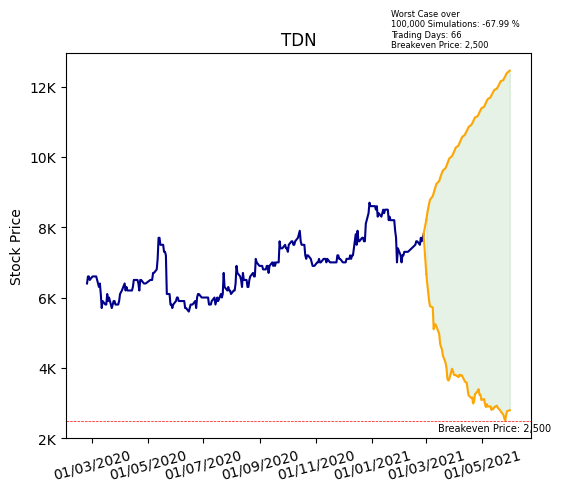 Worst Case over
100,000 Simulations: -67.99 %
Trading Days: 66
Breakeven Price: 2,500
TDN
Stock Price
12K
10K
8K
6K
4K
2K
Breakeven Price: 2,500
01/03/2020
01/05/2020
01/07/2020
01/09/2020
01/11/2020
01/01/2021
01/03/2021
01/05/2021